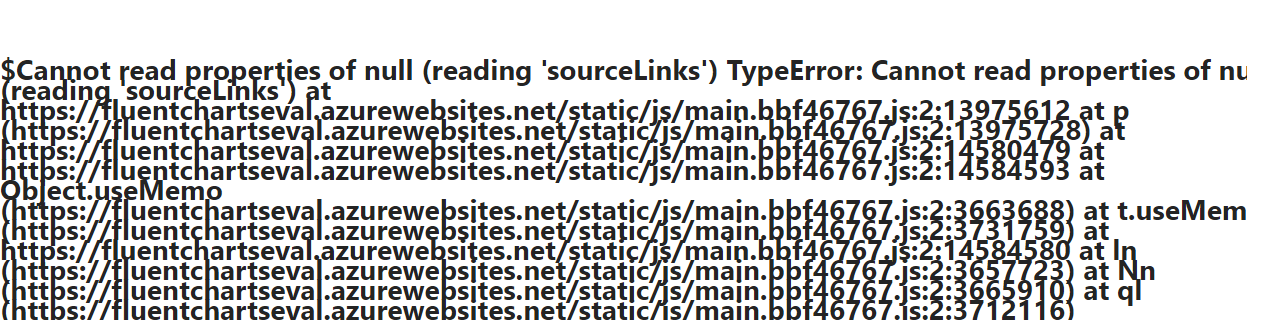 $Cannot read properties of null (reading 'sourceLinks') TypeError: Cannot read properties of nu
(reading 'sourceLinks') at
https://fluentchartseval.azurewebsites.net/static/js/main.bbf46767.js:2:13975612 at p
(https://fluentchartseval.azurewebsites.net/static/js/main.bbf46767.js:2:13975728) at
https://fluentchartseval.azurewebsites.net/static/js/main.bbf46767.js:2:14580479 at
https://fluentchartseval.azurewebsites.net/static/js/main.bbf46767.js:2:14584593 at
Object.useMemo
(https://fluentchartseval.azurewebsites.net/static/js/main.bbf46767.js:2:3663688) at t.useMem
(https://fluentchartseval.azurewebsites.net/static/js/main.bbf46767.js:2:3731759) at
https://fluentchartseval.azurewebsites.net/static/js/main.bbf46767.js:2:14584580 at ln
(https://fluentchartseval.azurewebsites.net/static/js/main.bbf46767.js:2:3657723) at Nn
(https://fluentchartseval.azurewebsites.net/static/js/main.bbf46767.js:2:3665910) at ql
(https://fluentchartseval.azurewebsites.net/static/js/main.bbf46767.js:2:3712116)